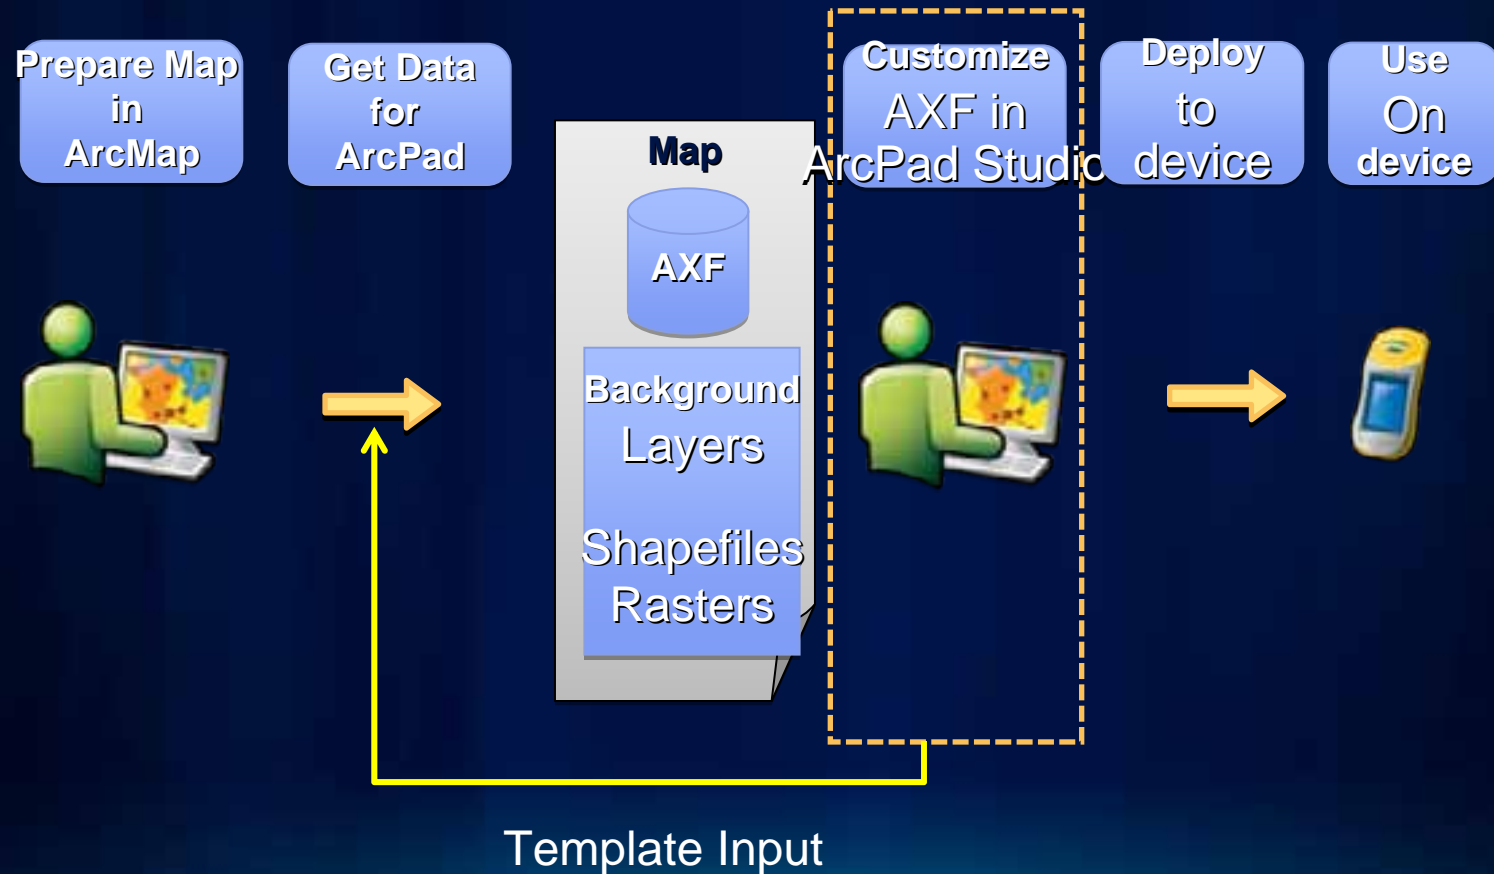 Prepare Map
in
ArcMap
Get Data
for
ArcPad
Map
AXF
Background
Layers
Shapefiles
Rasters
Customize
AXF in
ArcPad Studio
Deploy
to
device
Use
On
device
Template Input